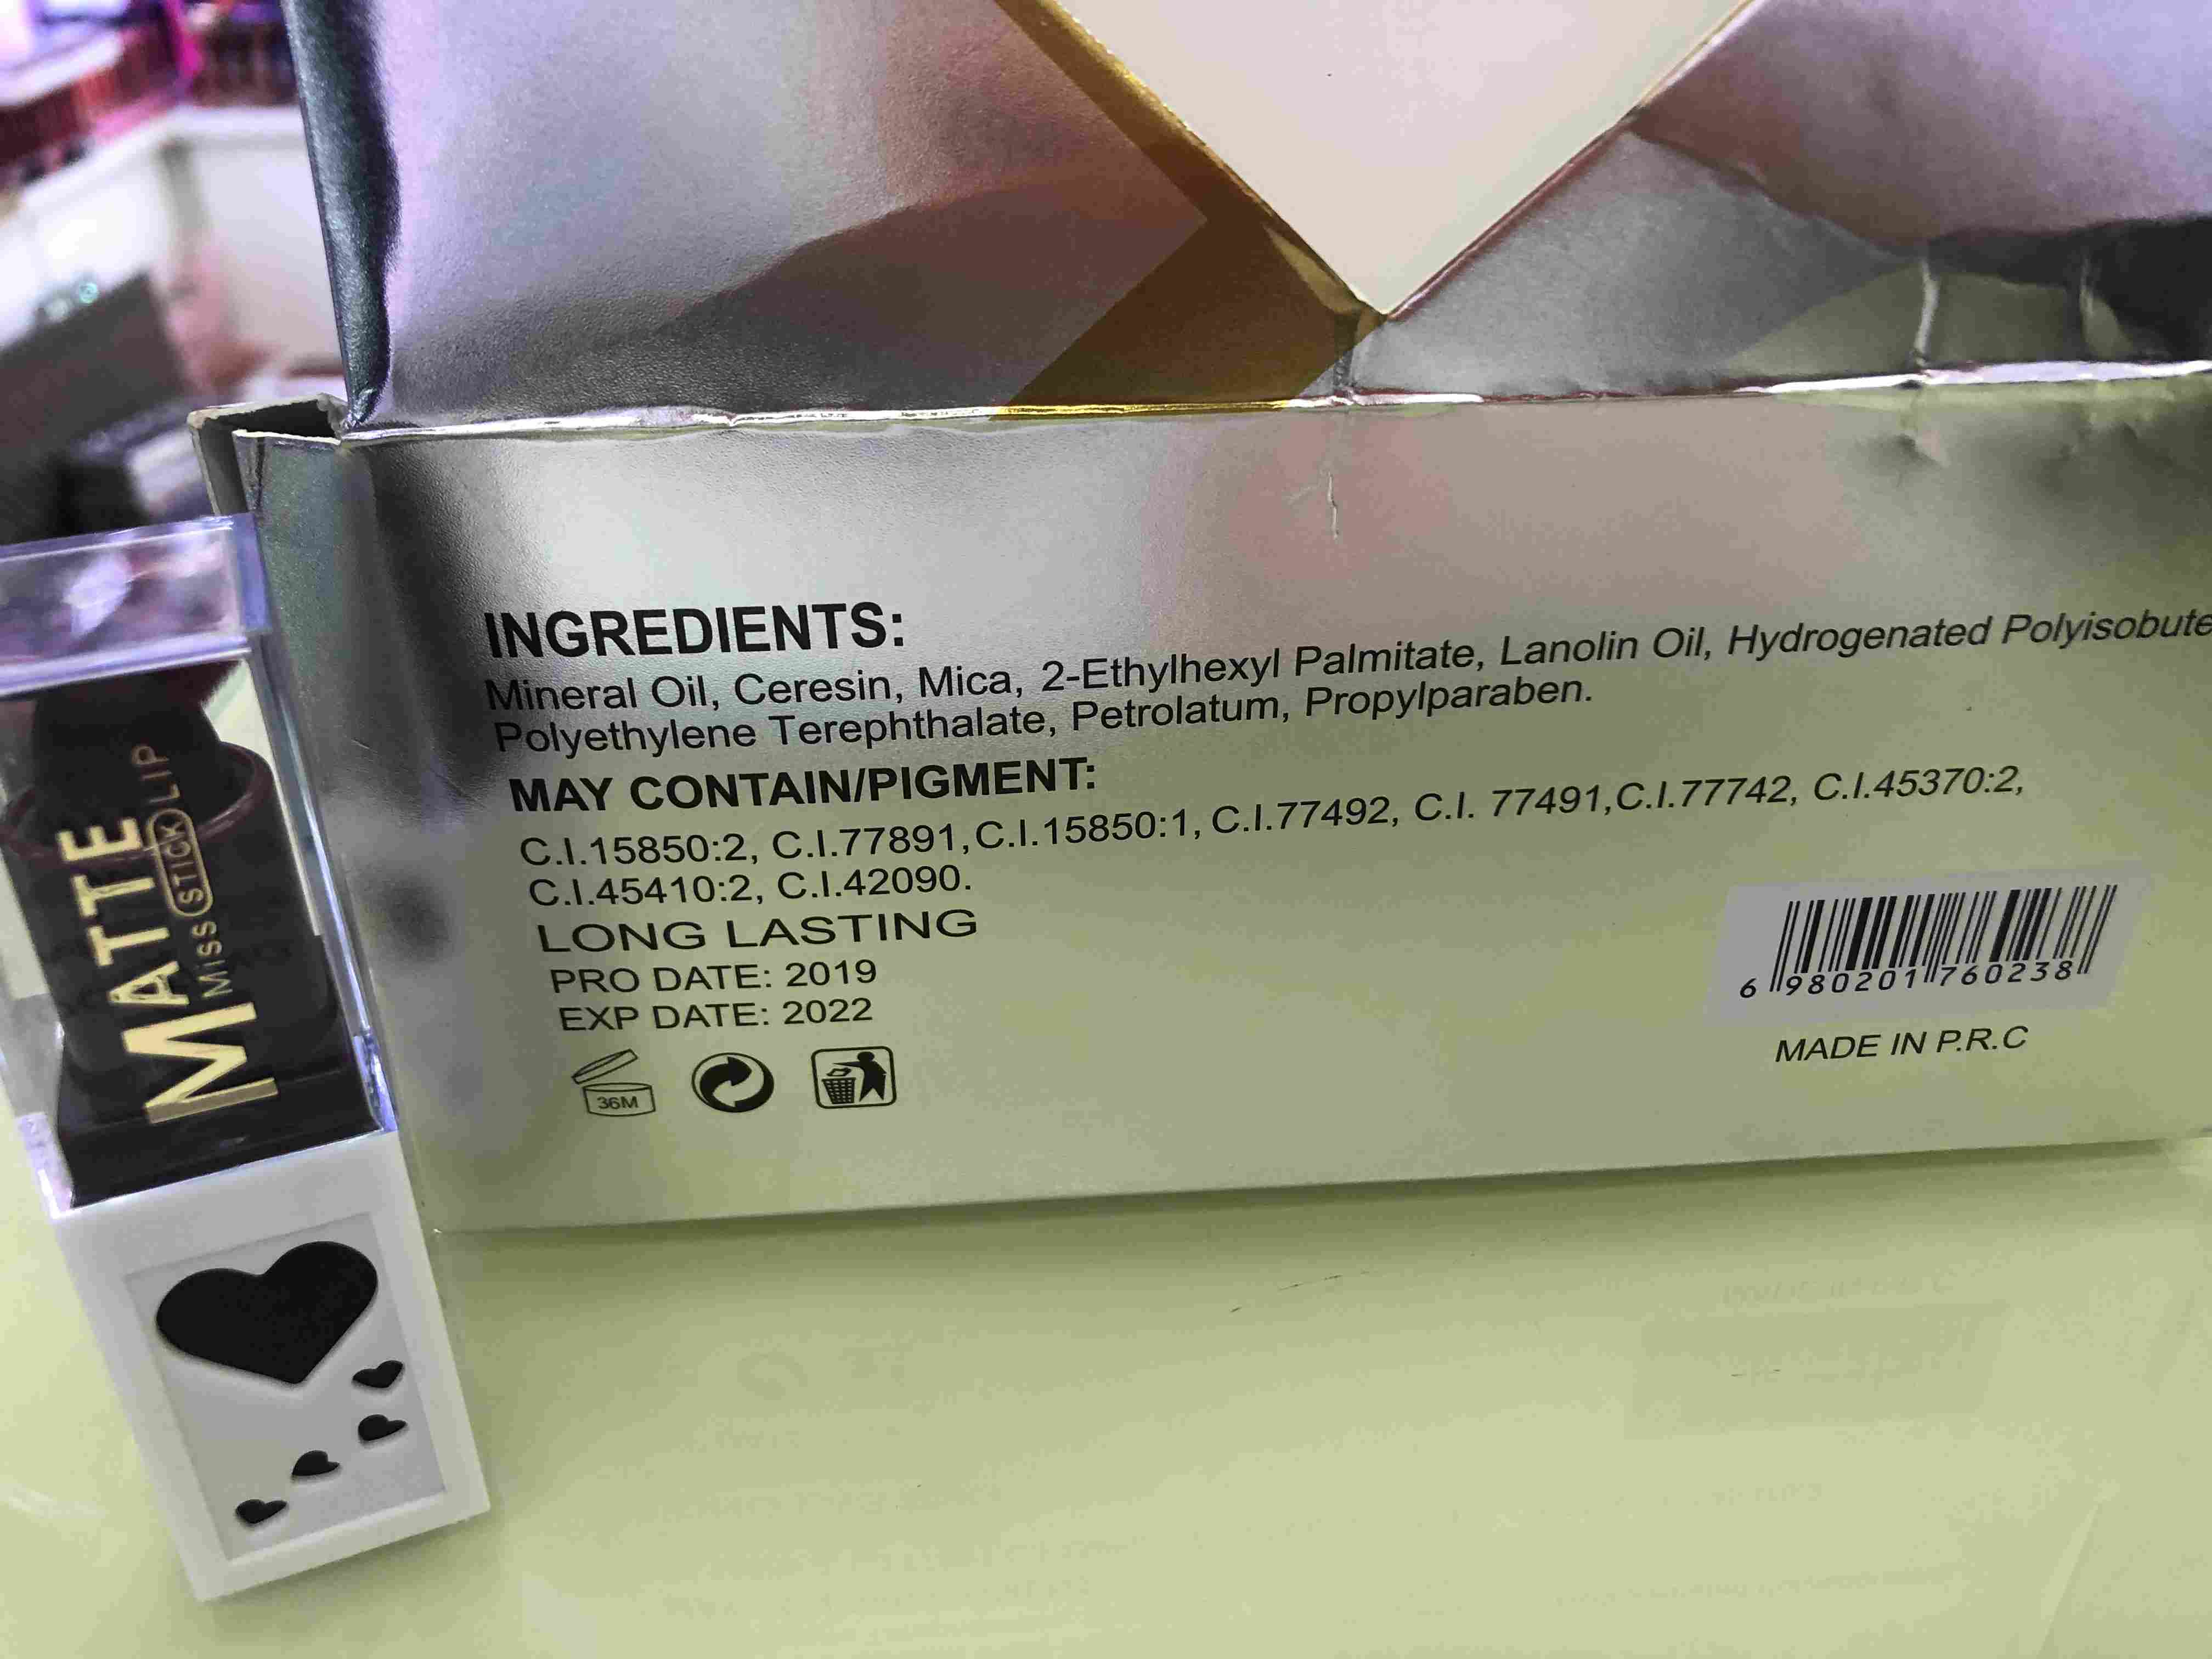 INGREDIENTS:
Mineral Oil, Ceresin, Mica, 2-Ethylhexyl Palmitate, Lanolin Oil, Hydrogenated Polyisobute
Polyethylene Terephthalate, Petrolatum, Propylparaben.
MAY CONTAIN/PIGMENT:
C.I.15850:2, C.I.77891,C.I.15850:1, C.I.77492, C.I. 77491,C.I.77742, C.I.45370:2,
C.I.45410:2, C.I.42090.
LONG LASTING
PRO DATE: 2019
EXP DATE: 2022
36M
6 980201 760238
MADE IN P.R.C
MATTE
MISS STICK LIP